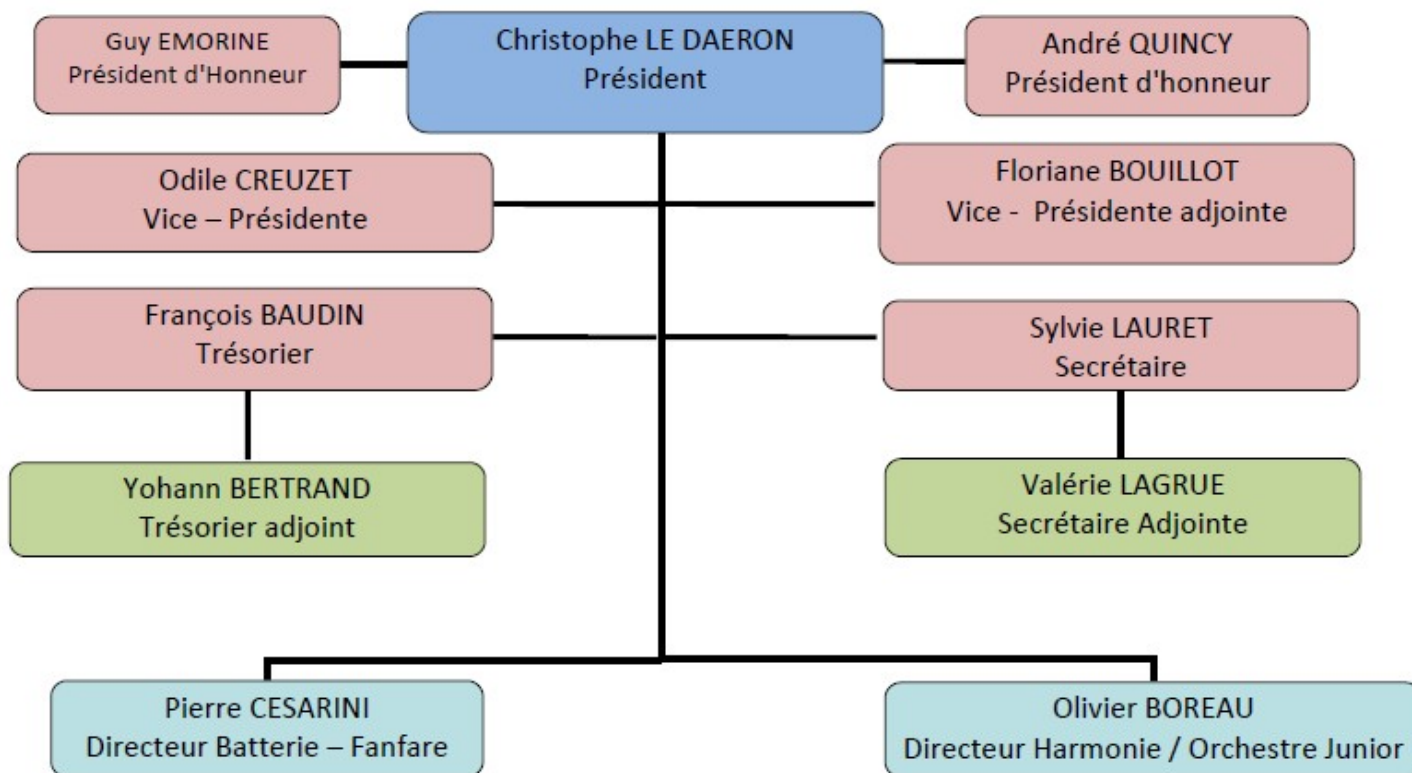 Guy EMORINE
Président d'Honneur
Christophe LE DAERON
Président
André QUINCY
Président d'honneur
Odile CREUZET
Vice – Présidente
Floriane BOUILLOT
Vice - Présidente adjointe
François BAUDIN
Trésorier
Sylvie LAURET
Secrétaire
Yohann BERTRAND
Trésorier adjoint
Valérie LAGRUE
Secrétaire Adjointe
Pierre CESARINI
Directeur Batterie – Fanfare
Olivier BOREAU
Directeur Harmonie / Orchestre Junior